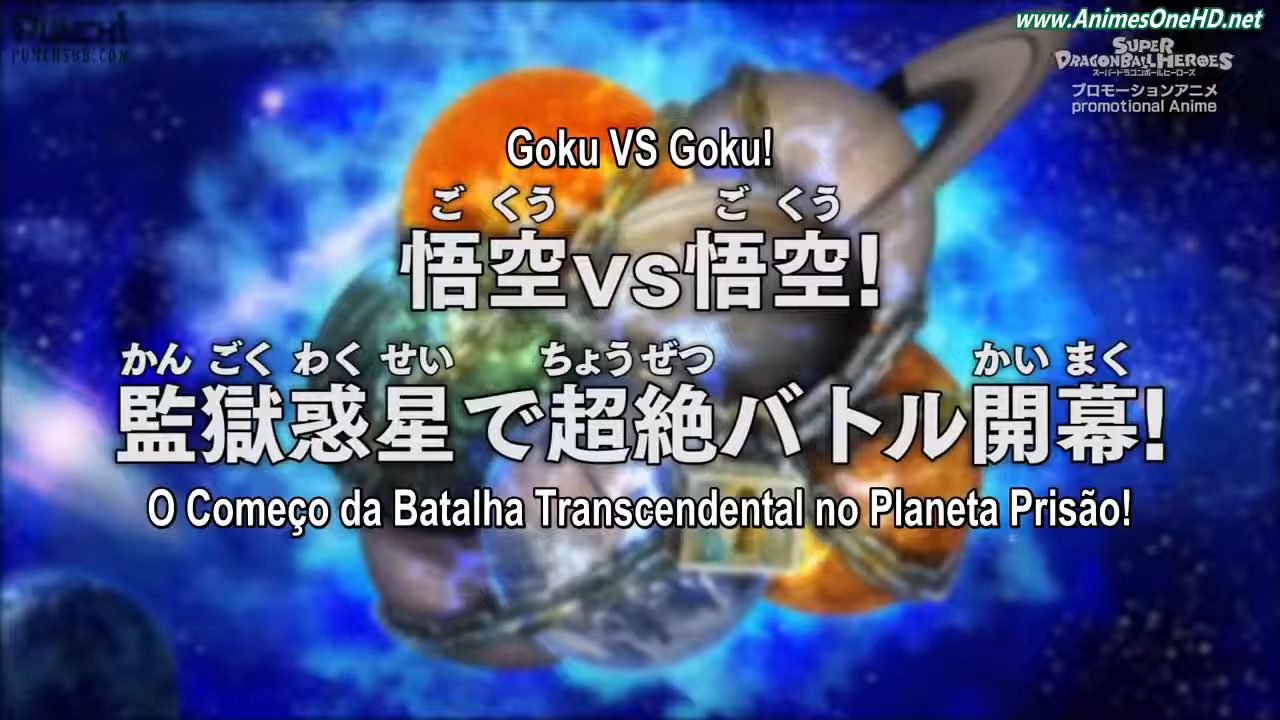 PUNCH!
PUNCHSUB.COM
www.AnimesOneHD.net
SUPER
DRAGONBALL HEROES
スーパードラゴンボールヒーローズ
プロモーションアニメ
promotional Anime
Goku VS Goku!
ごくう ごくう
悟空vs悟空!
かんごくわくせい ちょうぜつ かいまく
監獄惑星で超絶バトル開幕!
O Começo da Batalha Transcendental no Planeta Prisão!